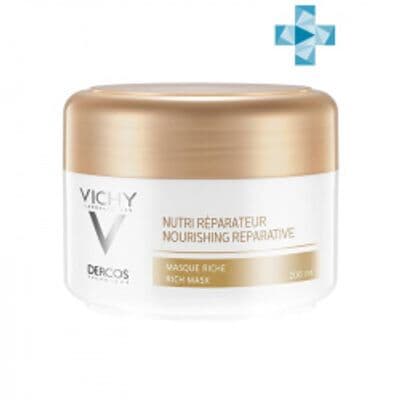 VICHY
LABORATOIRES
V
NUTRI RÉPARATEUR
NOURISHING REPARATIVE
MASQUE RICHE
RICH MASK
200 ml
DERCOS